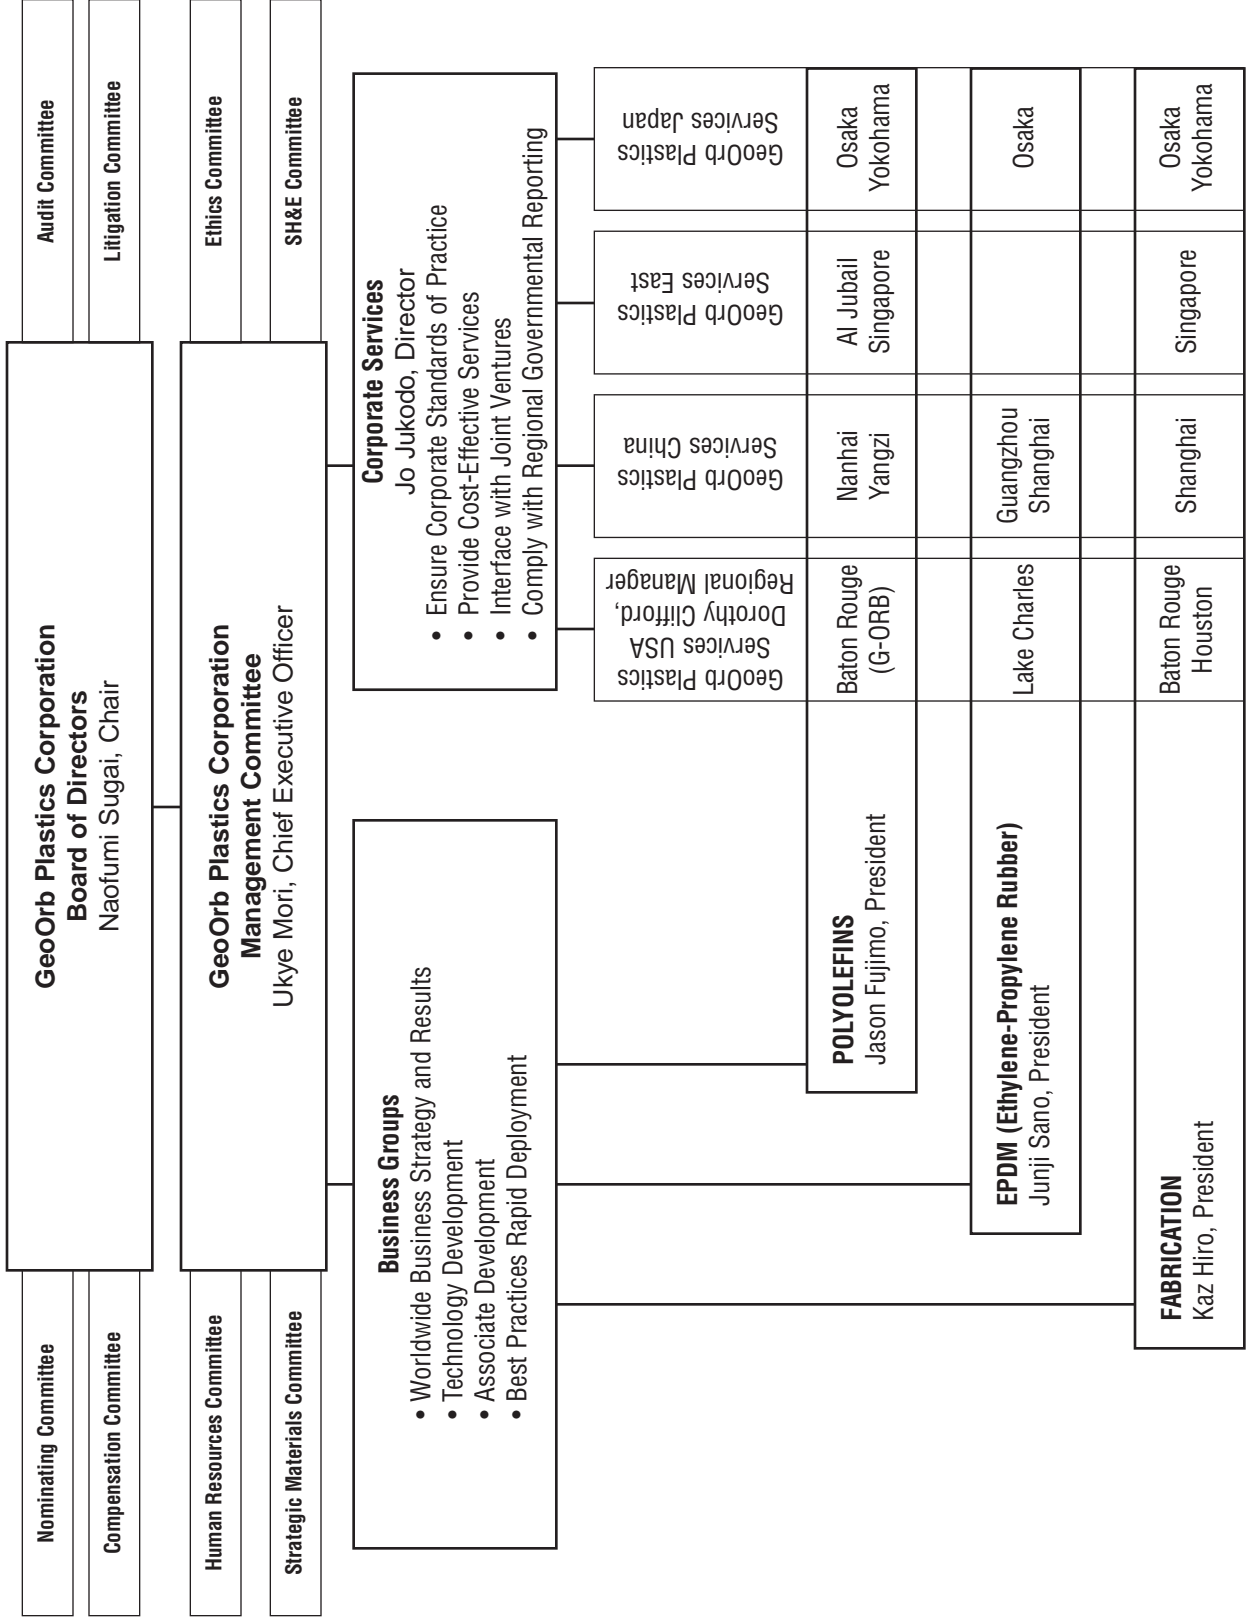 Nominating Committee
Compensation Committee
GeoOrb Plastics Corporation
Board of Directors
Naofumi Sugai, Chair
Audit Committee
Litigation Committee
Human Resources Committee
Strategic Materials Committee
GeoOrb Plastics Corporation
Management Committee
Ukye Mori, Chief Executive Officer
Ethics Committee
SH&E Committee
Business Groups
• Worldwide Business Strategy and Results
• Technology Development
• Associate Development
• Best Practices Rapid Deployment
Corporate Services
Jo Jukodo, Director
• Ensure Corporate Standards of Practice
• Provide Cost-Effective Services
• Interface with Joint Ventures
• Comply with Regional Governmental Reporting
GeoOrb Plastics
Services USA
Dorothy Clifford,
Regional Manager
GeoOrb Plastics
Services China
GeoOrb Plastics
Services East
GeoOrb Plastics
Services Japan
POLYOLEFINS
Jason Fujimo, President
Baton Rouge
(G-ORB)
Nanhai
Yangzi
Al Jubail
Singapore
Osaka
Yokohama
EPDM (Ethylene-Propylene Rubber)
Junji Sano, President
Lake Charles
Guangzhou
Shanghai
Osaka
FABRICATION
Kaz Hiro, President
Baton Rouge
Houston
Shanghai
Singapore
Osaka
Yokohama